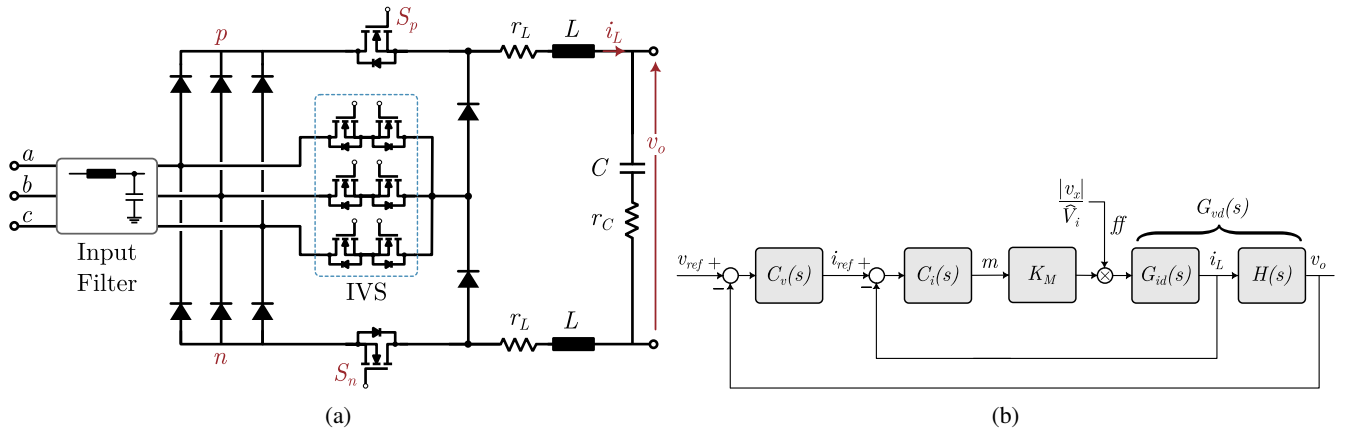 S_p
p
r_L
L
i_L
a
b
c
Input
Filter
IVS
C
r_C
v_o
n
S_n
r_L
L
(a)
|v_x|
V̂_i
ff
G_vd(s)
v_ref
+
−
C_v(s)
i_ref
+
−
C_i(s)
m
K_M
G_id(s)
i_L
H(s)
v_o
(b)